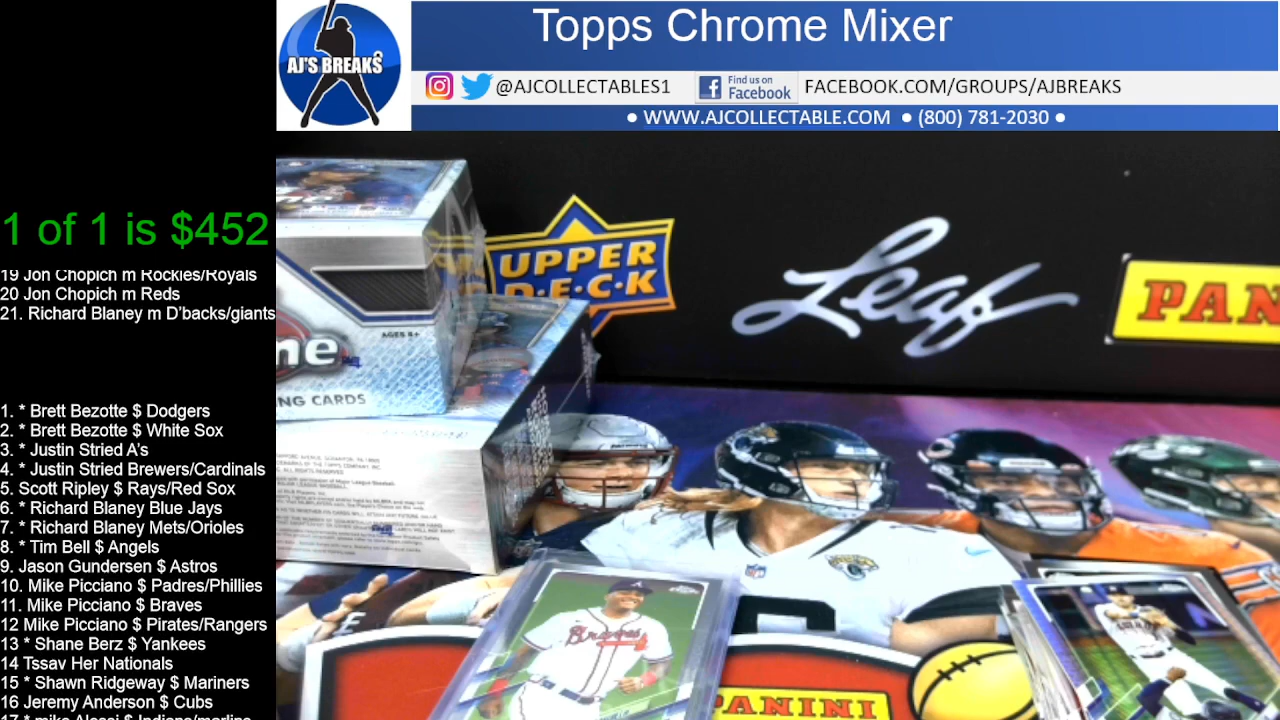 Topps Chrome Mixer
AJ'S BREAKS
@AJCOLLECTABLES1
Find us on
Facebook
FACEBOOK.COM/GROUPS/AJBREAKS
● WWW.AJCOLLECTABLE.COM ● (800) 781-2030 ●
1 of 1 is $452
19 Jon Chopich m Rockies/Royals
20 Jon Chopich m Reds
21. Richard Blaney m D'backs/giants
1. * Brett Bezotte $ Dodgers
2. * Brett Bezotte $ White Sox
3. * Justin Stried A's
4. * Justin Stried Brewers/Cardinals
5. Scott Ripley $ Rays/Red Sox
6. * Richard Blaney Blue Jays
7. * Richard Blaney Mets/Orioles
8. * Tim Bell $ Angels
9. Jason Gundersen $ Astros
10. Mike Picciano $ Padres/Phillies
11. Mike Picciano $ Braves
12 Mike Picciano $ Pirates/Rangers
13 * Shane Berz $ Yankees
14 Tssav Her Nationals
15 * Shawn Ridgeway $ Mariners
16 Jeremy Anderson $ Cubs
UPPER
DECK
Leaf
PAN
AGES 6+
me
NG CARDS
Braves
PANINI